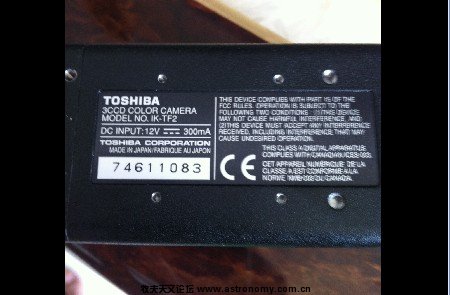 TOSHIBA
3CCD COLOR CAMERA
MODEL NO. IK-TF2
DC INPUT:12V ⎓ 300mA
TOSHIBA CORPORATION
MADE IN JAPAN/FABRIQUE AU JAPON
74611083
THIS DEVICE COMPLIES WITH PART 15 OF THE
FCC RULES. OPERATION IS SUBJECT TO THE
FOLLOWING TWO CONDITIONS: (1) THIS DEVICE
MAY NOT CAUSE HARMFUL INTERFERENCE, AND
(2) THIS DEVICE MUST ACCEPT ANY INTERFERENCE
RECEIVED, INCLUDING INTERFERENCE THAT MAY
CAUSE UNDESIRED OPERATION.
CE
THIS CLASS A DIGITAL APPARATUS
COMPLIES WITH CANADIAN ICES-003.
CET APPAREIL NUMERIQUE DE LA
CLASSE A EST CONFORME A LA
NORME NMB-003 DU CANADA.
牧夫天文论坛 www.astronomy.com.cn